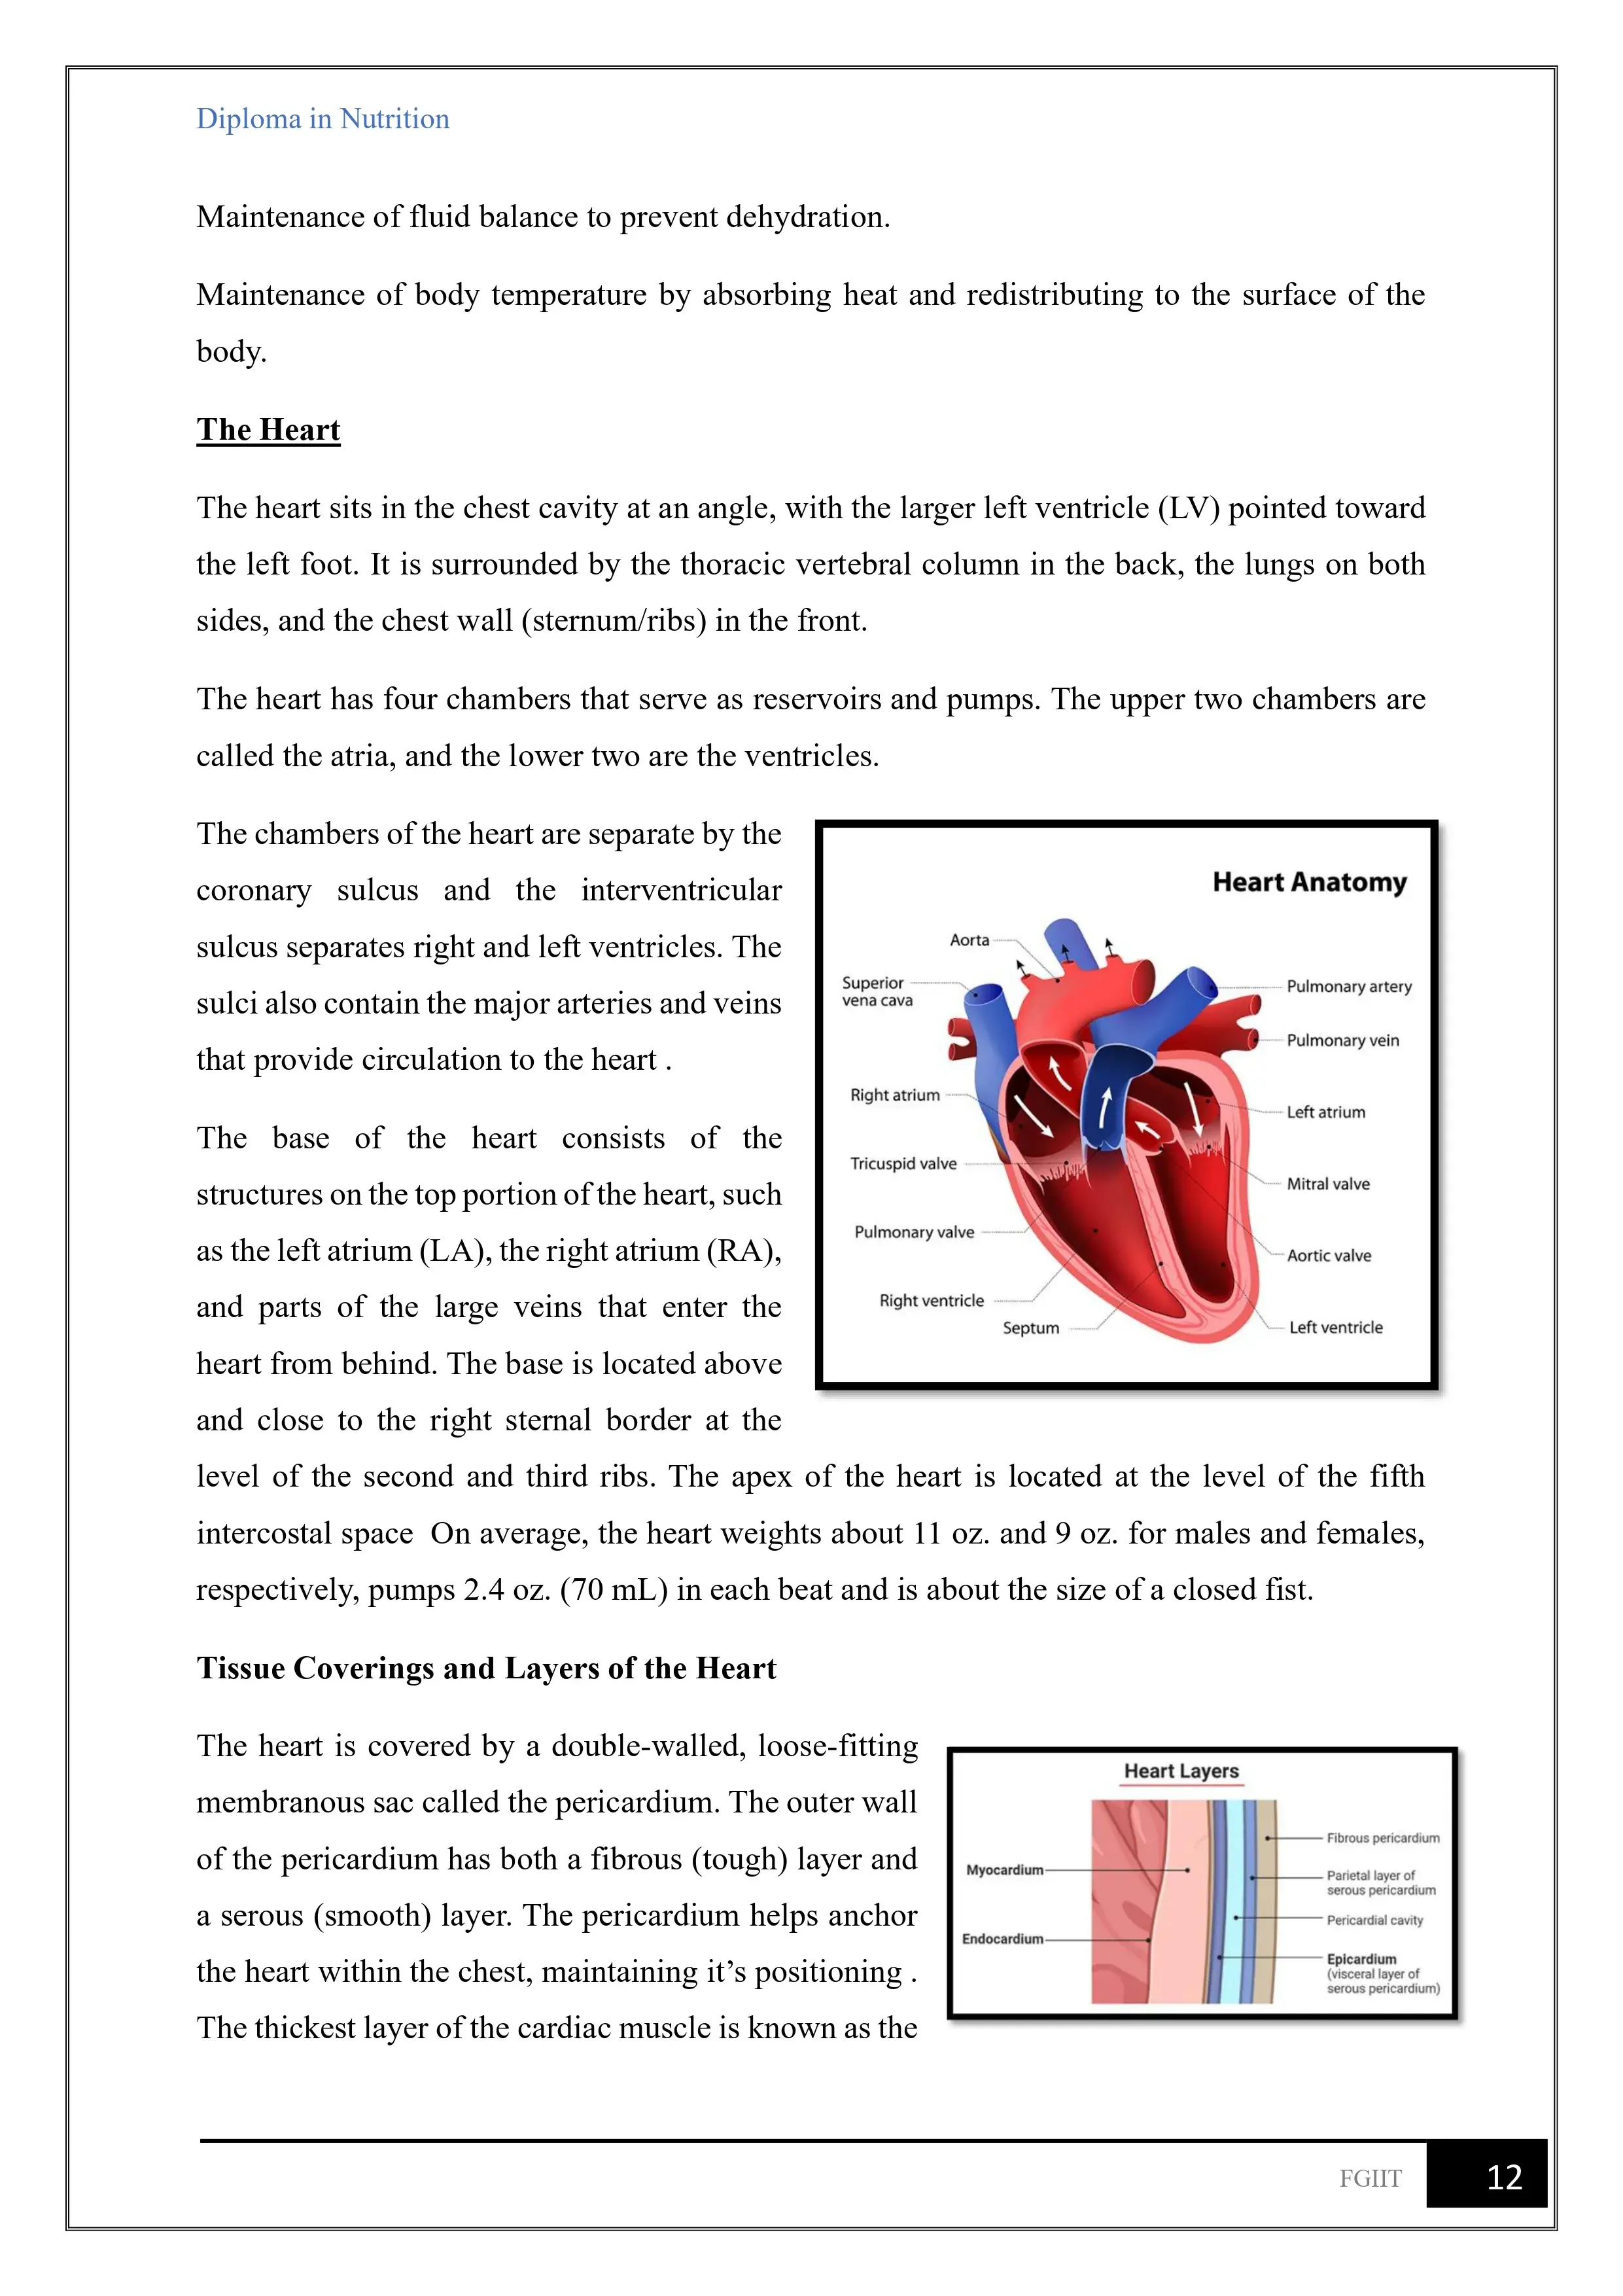 Diploma in Nutrition
Maintenance of fluid balance to prevent dehydration.
Maintenance of body temperature by absorbing heat and redistributing to the surface of the
body.
The Heart
The heart sits in the chest cavity at an angle, with the larger left ventricle (LV) pointed toward
the left foot. It is surrounded by the thoracic vertebral column in the back, the lungs on both
sides, and the chest wall (sternum/ribs) in the front.
The heart has four chambers that serve as reservoirs and pumps. The upper two chambers are
called the atria, and the lower two are the ventricles.
The chambers of the heart are separate by the
coronary sulcus and the interventricular
sulcus separates right and left ventricles. The
sulci also contain the major arteries and veins
that provide circulation to the heart .
Heart Anatomy
Aorta
Superior
vena cava
Right atrium
Tricuspid valve
Pulmonary valve
Right ventricle
Septum
Pulmonary artery
Pulmonary vein
Left atrium
Mitral valve
Aortic valve
Left ventricle
The base of the heart consists of the
structures on the top portion of the heart, such
as the left atrium (LA), the right atrium (RA),
and parts of the large veins that enter the
heart from behind. The base is located above
and close to the right sternal border at the
level of the second and third ribs. The apex of the heart is located at the level of the fifth
intercostal space  On average, the heart weights about 11 oz. and 9 oz. for males and females,
respectively, pumps 2.4 oz. (70 mL) in each beat and is about the size of a closed fist.
Tissue Coverings and Layers of the Heart
The heart is covered by a double-walled, loose-fitting
membranous sac called the pericardium. The outer wall
of the pericardium has both a fibrous (tough) layer and
a serous (smooth) layer. The pericardium helps anchor
the heart within the chest, maintaining it’s positioning .
The thickest layer of the cardiac muscle is known as the
Heart Layers
Myocardium
Endocardium
Fibrous pericardium
Parietal layer of
serous pericardium
Pericardial cavity
Epicardium
(visceral layer of
serous pericardium)
FGIIT
12